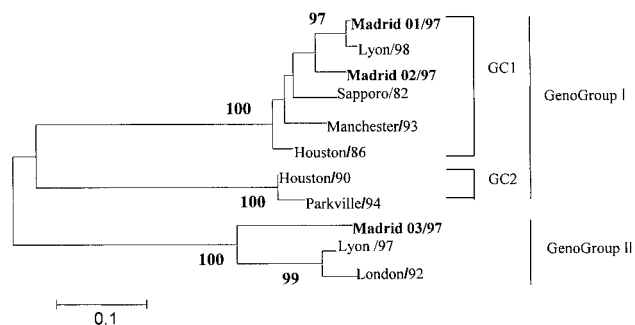 97
Madrid 01/97
Lyon/98
GC1
Madrid 02/97
Sapporo/82
GenoGroup I
100
Manchester/93
Houston/86
Houston/90
GC2
100
Parkville/94
Madrid 03/97
Lyon /97
GenoGroup II
100
99
London/92
0.1